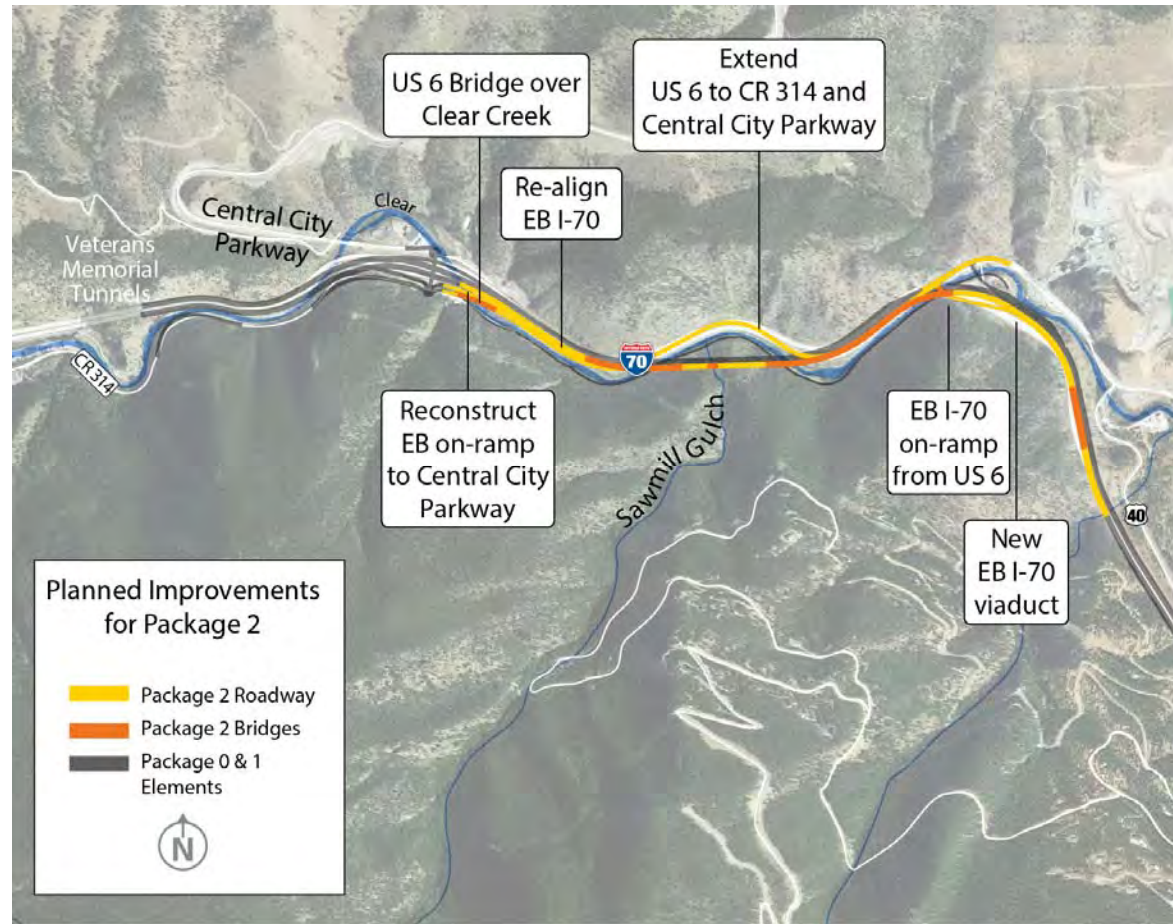 US 6 Bridge over
Clear Creek
Extend
US 6 to CR 314 and
Central City Parkway
Re-align
EB I-70
Clear
Central City
Parkway
Veterans
Memorial
Tunnels
CR 314
70
Reconstruct
EB on-ramp
to Central City
Parkway
Sawmill Gulch
EB I-70
on-ramp
from US 6
New
EB I-70
viaduct
40
Planned Improvements
for Package 2
Package 2 Roadway
Package 2 Bridges
Package 0 & 1
Elements
N